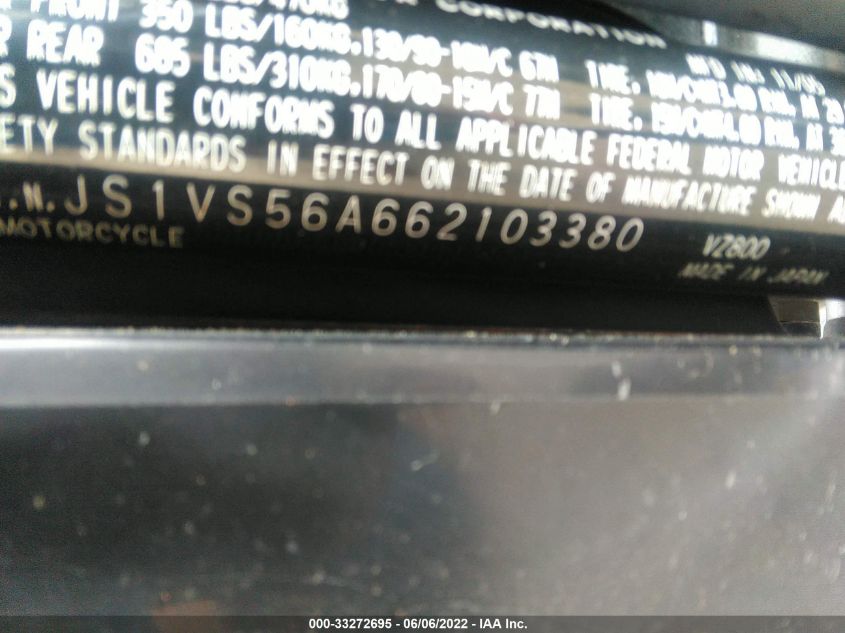 CORPORATION
FRONT 350 LBS/160KG.130/90-16M/C 67H
REAR 685 LBS/310KG.170/80-15M/C 77H
VEHICLE CONFORMS TO ALL APPLICABLE FEDERAL MOTOR
STANDARDS IN EFFECT ON THE DATE OF MANUFACTURE SHOWN
.N.JS1VS56A662103380 VZ800
MOTORCYCLE MADE IN JAPAN
000-33272695 - 06/06/2022 - IAA Inc.